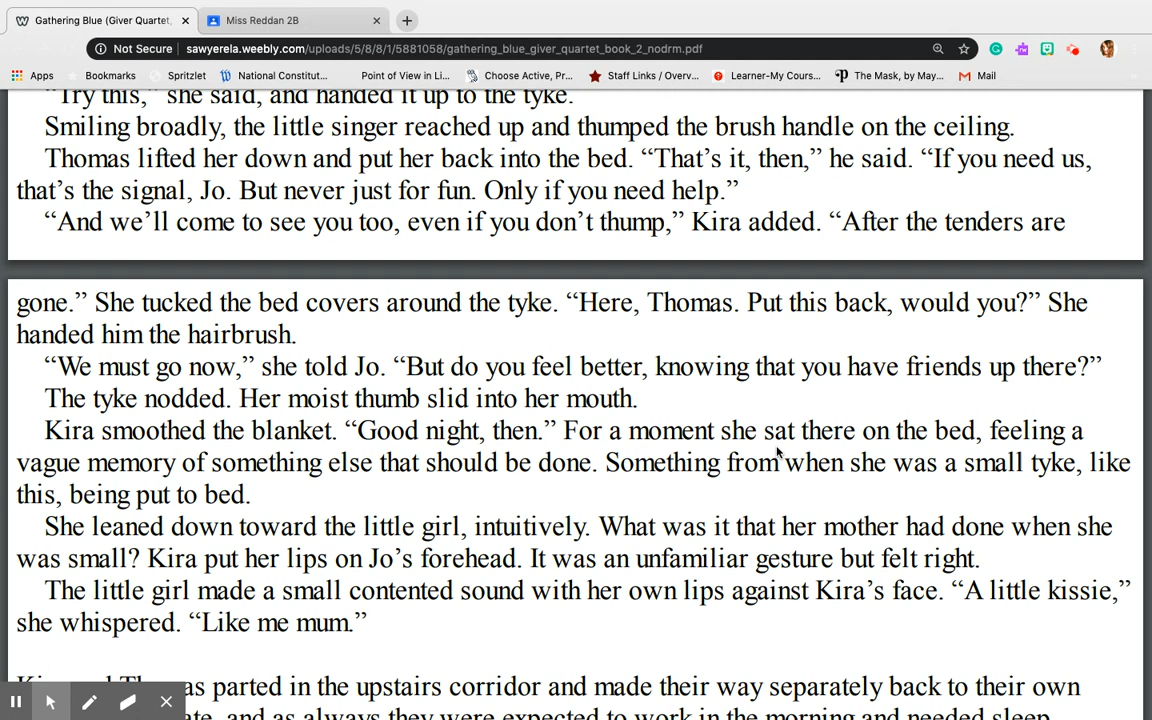 Gathering Blue (Giver Quartet,
Miss Reddan 2B
Not Secure | sawyerela.weebly.com/uploads/5/8/8/1/5881058/gathering_blue_giver_quartet_book_2_nodrm.pdf
Apps Bookmarks Spritzlet National Constitut... Point of View in Li... Choose Active, Pr... Staff Links / Overv... Learner-My Cours... The Mask, by May... Mail
“Try this,” she said, and handed it up to the tyke.
Smiling broadly, the little singer reached up and thumped the brush handle on the ceiling.
Thomas lifted her down and put her back into the bed. “That’s it, then,” he said. “If you need us,
that’s the signal, Jo. But never just for fun. Only if you need help.”
“And we’ll come to see you too, even if you don’t thump,” Kira added. “After the tenders are
gone.” She tucked the bed covers around the tyke. “Here, Thomas. Put this back, would you?” She
handed him the hairbrush.
“We must go now,” she told Jo. “But do you feel better, knowing that you have friends up there?”
The tyke nodded. Her moist thumb slid into her mouth.
Kira smoothed the blanket. “Good night, then.” For a moment she sat there on the bed, feeling a
vague memory of something else that should be done. Something from when she was a small tyke, like
this, being put to bed.
She leaned down toward the little girl, intuitively. What was it that her mother had done when she
was small? Kira put her lips on Jo’s forehead. It was an unfamiliar gesture but felt right.
The little girl made a small contented sound with her own lips against Kira’s face. “A little kissie,”
she whispered. “Like me mum.”
parted in the upstairs corridor and made their way separately back to their own
and as always they were expected to work in the morning and needed sleep.